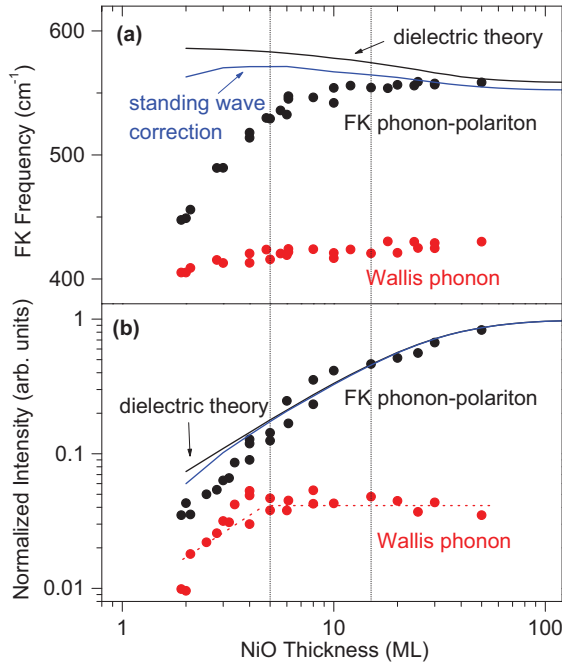 (a)
600
dielectric theory
standing wave
correction
FK phonon-polariton
550
500
450
400
Wallis phonon
FK Frequency (cm⁻¹)
(b)
1
dielectric theory
FK phonon-polariton
0.1
Wallis phonon
0.01
Normalized Intensity (arb. units)
1
10
100
NiO Thickness (ML)